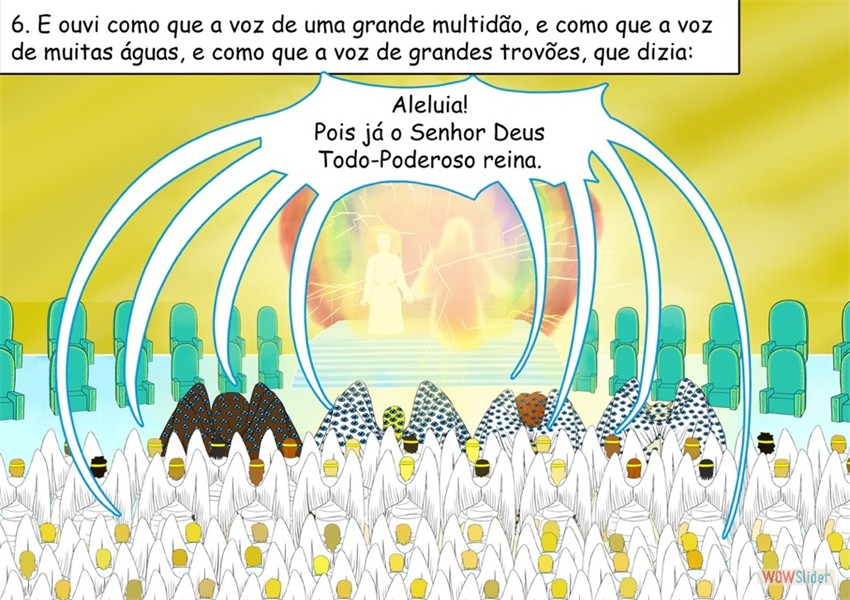 6. E ouvi como que a voz de uma grande multidão, e como que a voz
de muitas águas, e como que a voz de grandes trovões, que dizia:
Aleluia!
Pois já o Senhor Deus
Todo-Poderoso reina.
WOWSlider